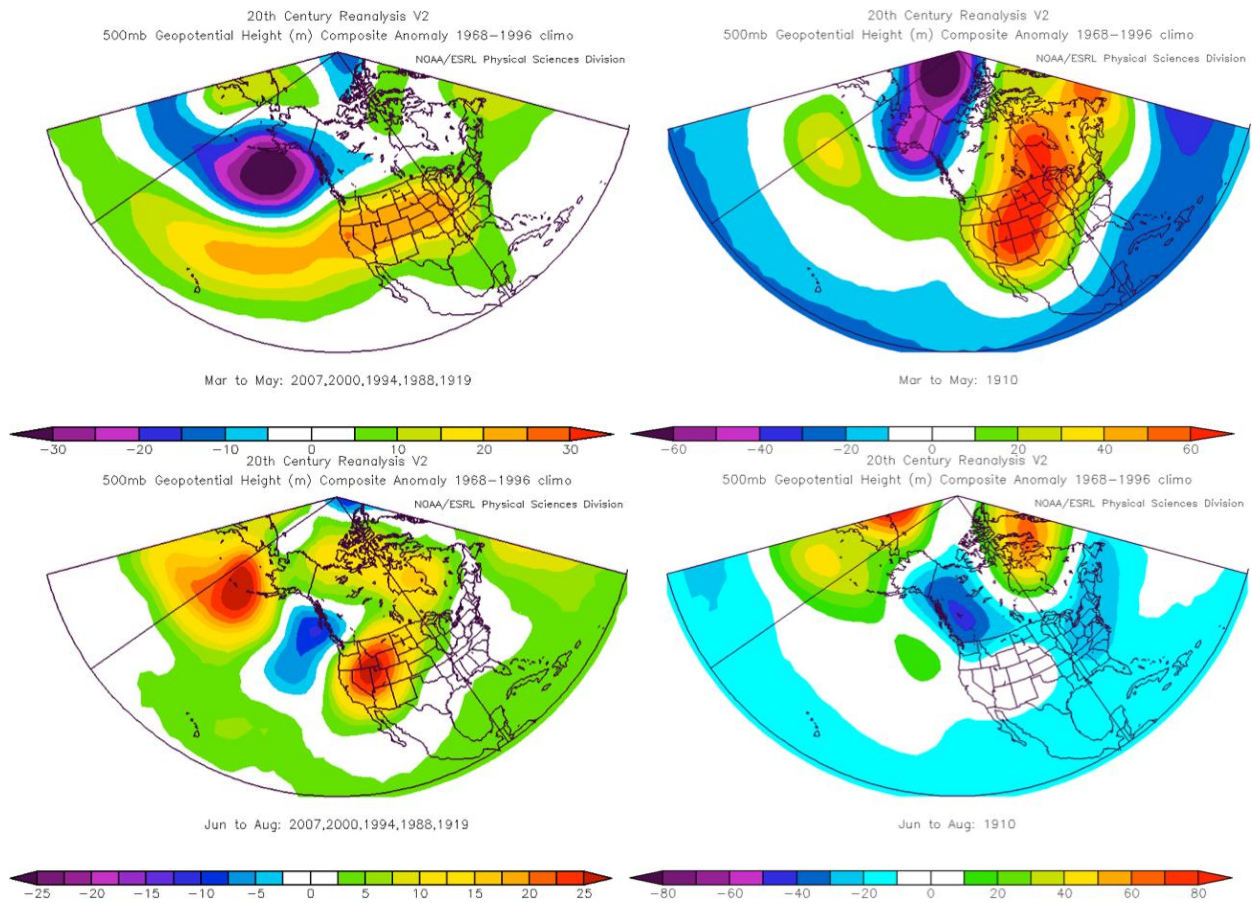 20th Century Reanalysis V2
500mb Geopotential Height (m) Composite Anomaly 1968-1996 climo
NOAA/ESRL Physical Sciences Division
Mar to May: 2007,2000,1994,1988,1919
-30 -20 -10 0 10 20 30
20th Century Reanalysis V2
500mb Geopotential Height (m) Composite Anomaly 1968-1996 climo
NOAA/ESRL Physical Sciences Division
Mar to May: 1910
-60 -40 -20 0 20 40 60
20th Century Reanalysis V2
500mb Geopotential Height (m) Composite Anomaly 1968-1996 climo
NOAA/ESRL Physical Sciences Division
Jun to Aug: 2007,2000,1994,1988,1919
-25 -20 -15 -10 -5 0 5 10 15 20 25
20th Century Reanalysis V2
500mb Geopotential Height (m) Composite Anomaly 1968-1996 climo
NOAA/ESRL Physical Sciences Division
Jun to Aug: 1910
-80 -60 -40 -20 0 20 40 60 80